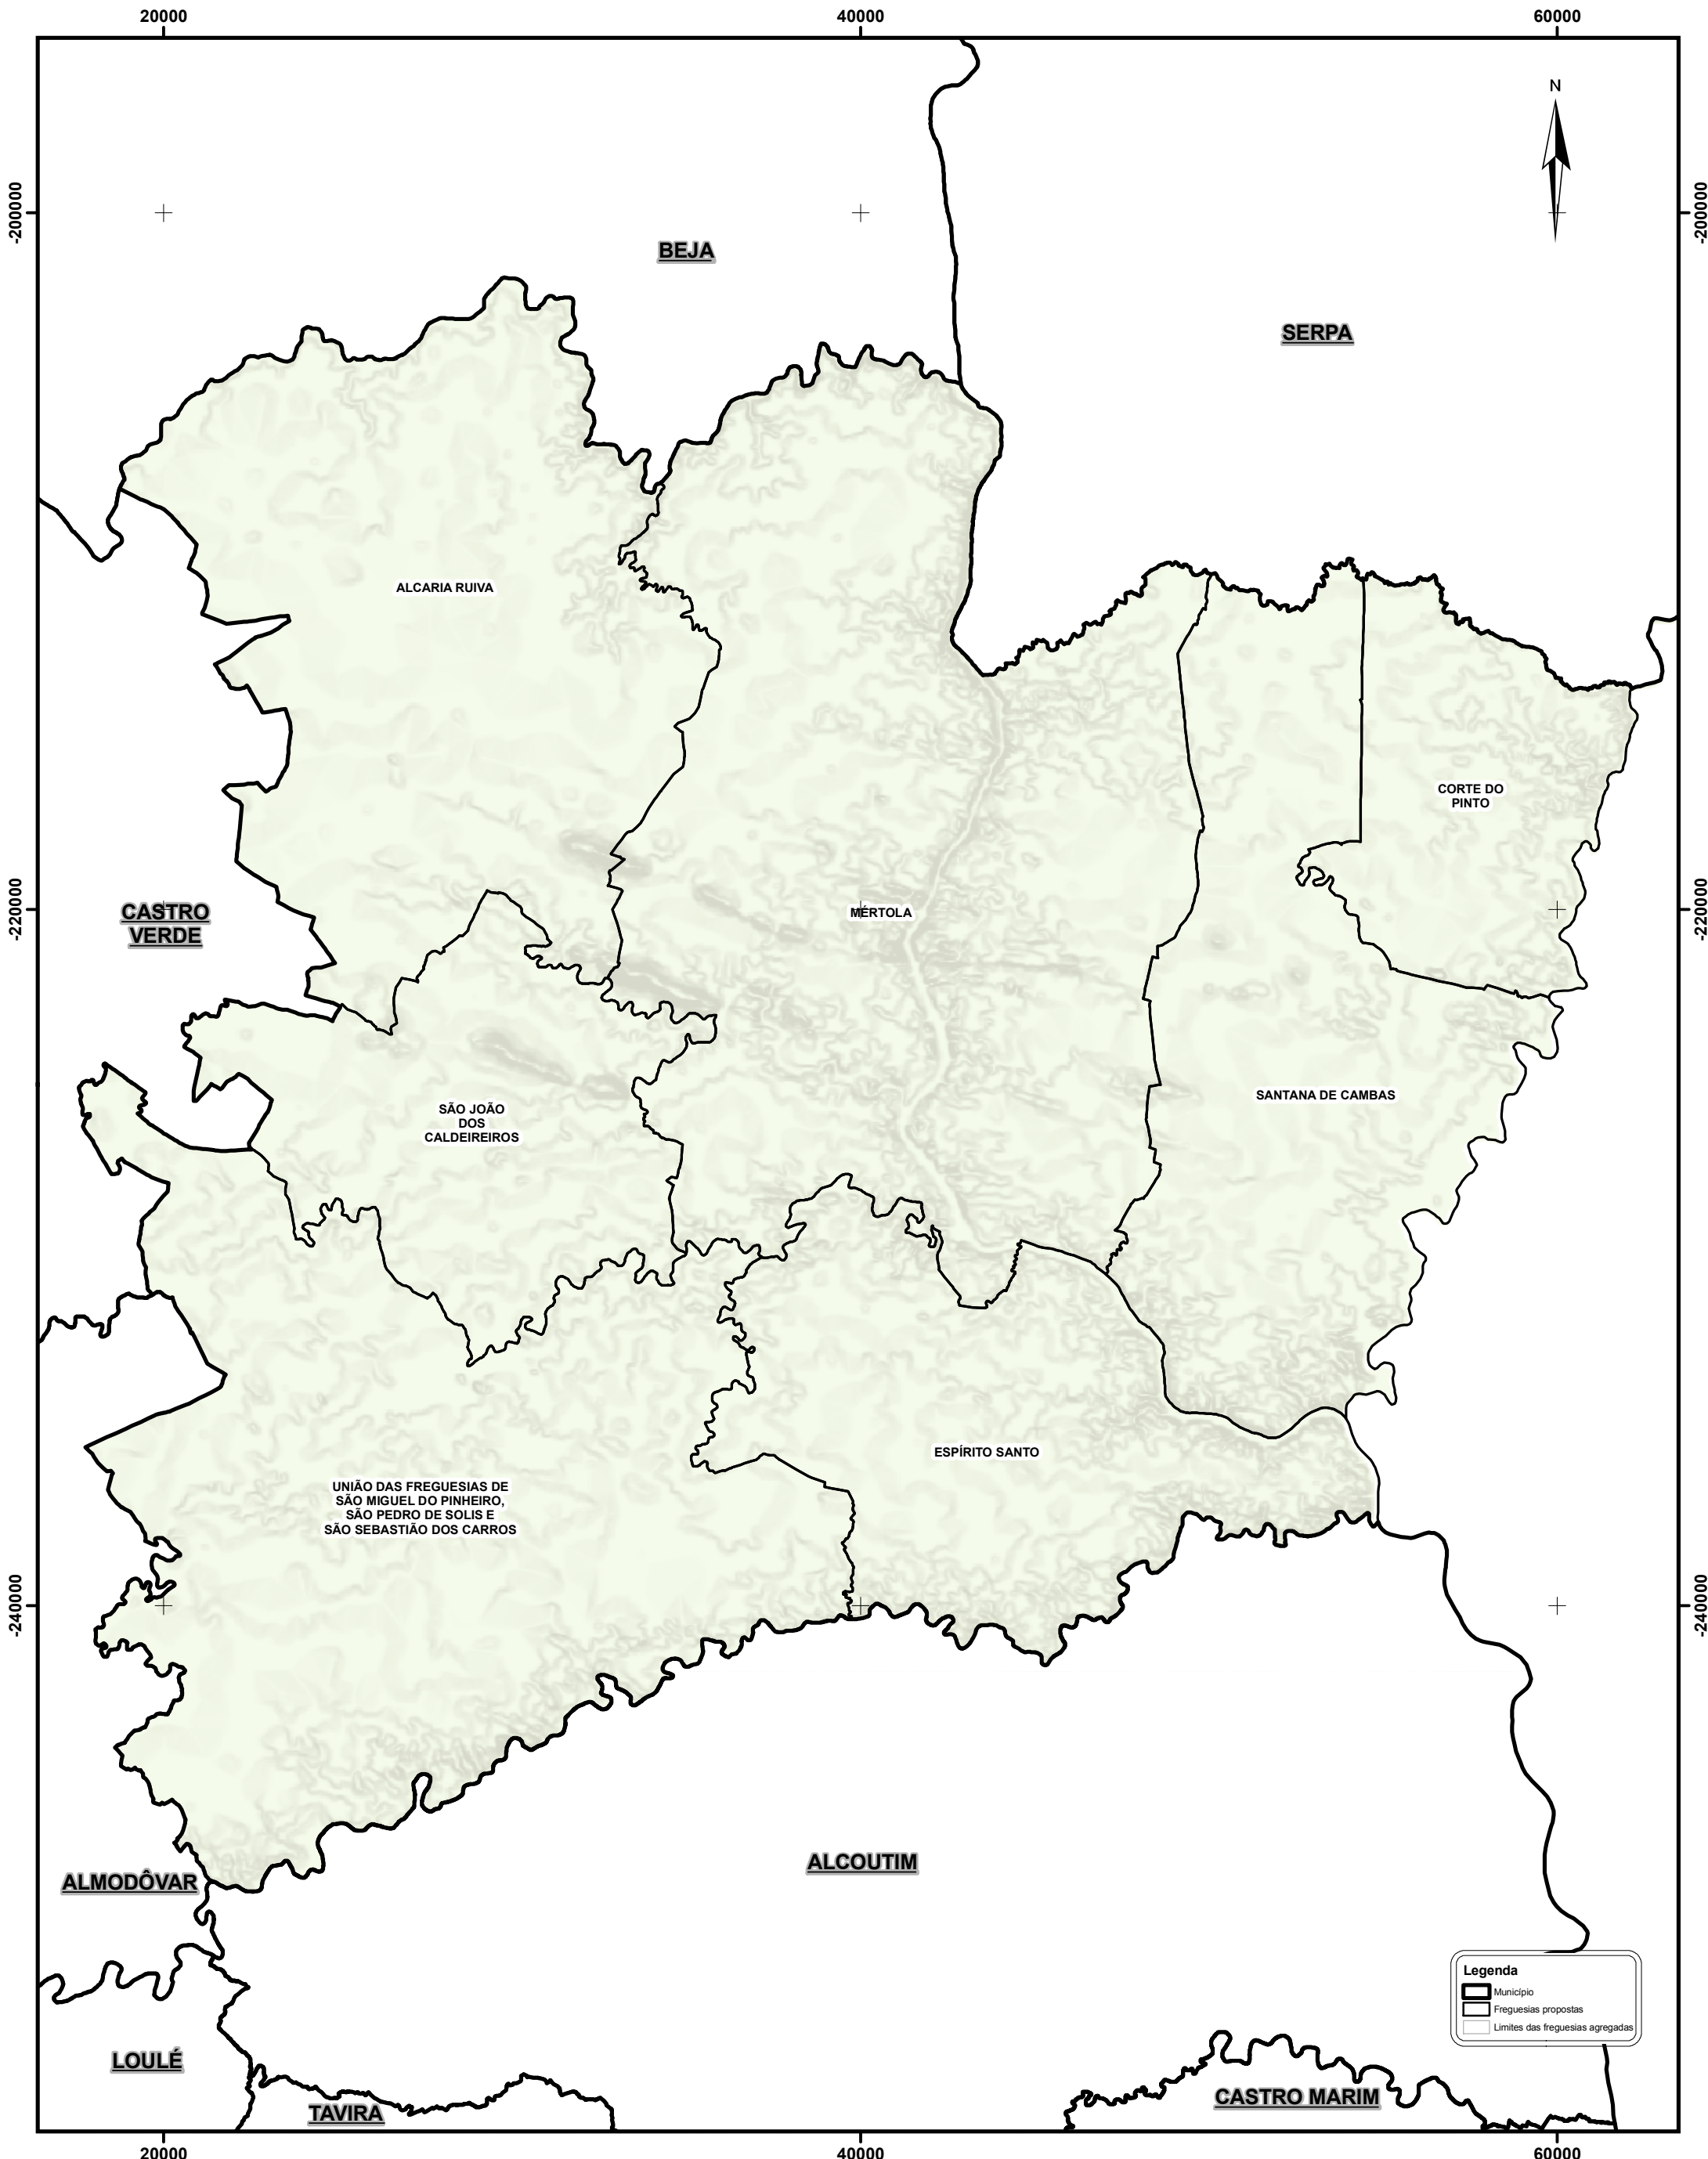 20000
40000
60000
N
-200000
-200000
BEJA
SERPA
ALCARIA RUIVA
CORTE DO
PINTO
CASTRO
VERDE
MÉRTOLA
-220000
-220000
SANTANA DE CAMBAS
SÃO JOÃO
DOS
CALDEIREIROS
ESPÍRITO SANTO
UNIÃO DAS FREGUESIAS DE
SÃO MIGUEL DO PINHEIRO,
SÃO PEDRO DE SOLIS E
SÃO SEBASTIÃO DOS CARROS
-240000
-240000
ALCOUTIM
ALMODÔVAR
Legenda
Município
Freguesias propostas
Limites das freguesias agregadas
LOULÉ
CASTRO MARIM
TAVIRA
20000
40000
60000